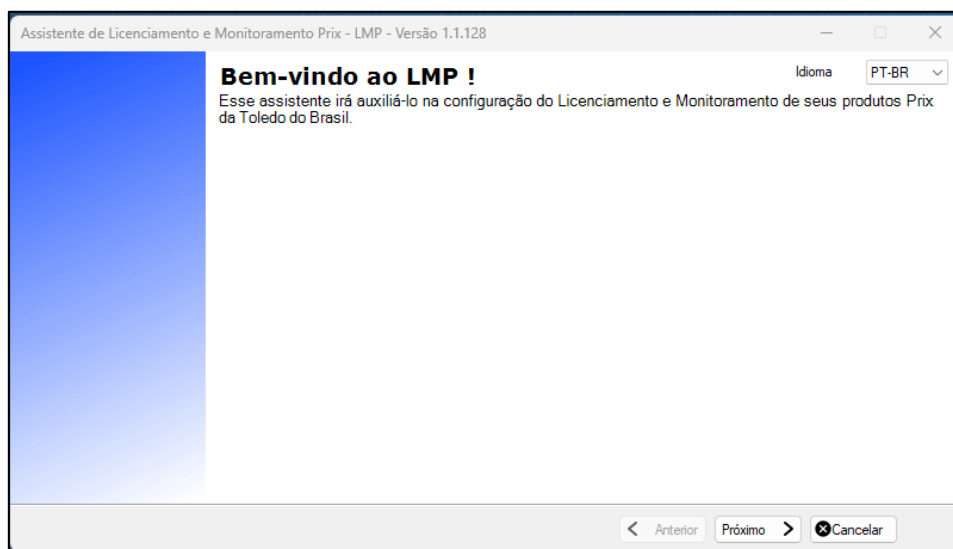 Assistente de Licenciamento e Monitoramento Prix - LMP - Versão 1.1.128
Bem-vindo ao LMP !
Idioma
PT-BR
Esse assistente irá auxiliá-lo na configuração do Licenciamento e Monitoramento de seus produtos Prix
da Toledo do Brasil.
Anterior
Próximo
Cancelar